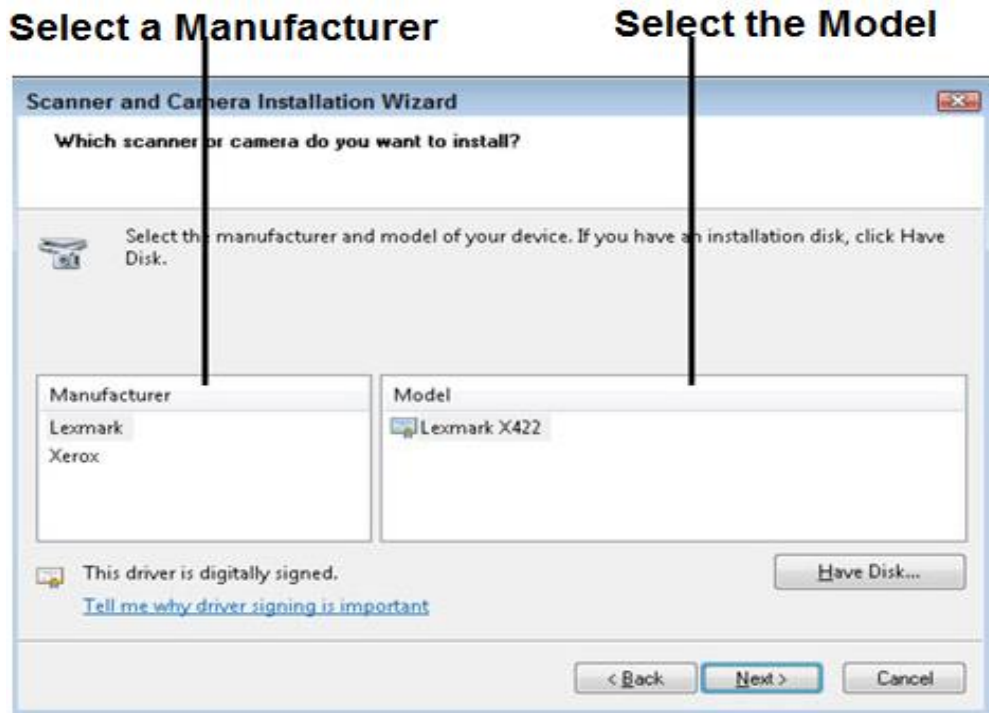 Select a Manufacturer
Select the Model
Scanner and Camera Installation Wizard
Which scanner or camera do you want to install?
Select the manufacturer and model of your device. If you have an installation disk, click Have
Disk.
Manufacturer
Model
Lexmark
Lexmark X422
Xerox
This driver is digitally signed.
Have Disk...
Tell me why driver signing is important
< Back
Next >
Cancel